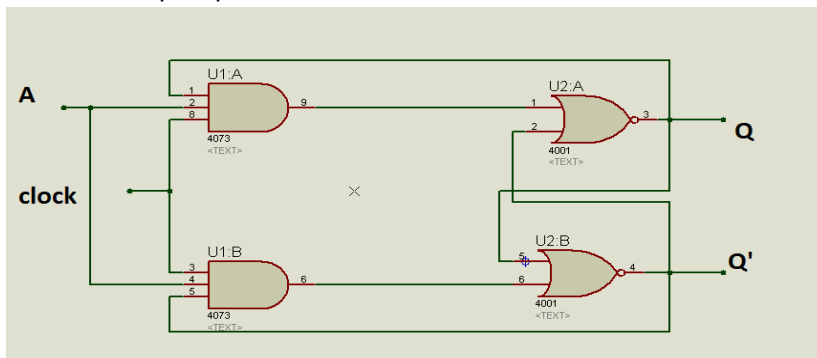 U1:A
U2:A
A
1
2
8
9
1
2
3
Q
4073
<TEXT>
4001
<TEXT>
clock
U1:B
U2:B
3
4
5
6
5
6
4
Q'
4073
<TEXT>
4001
<TEXT>